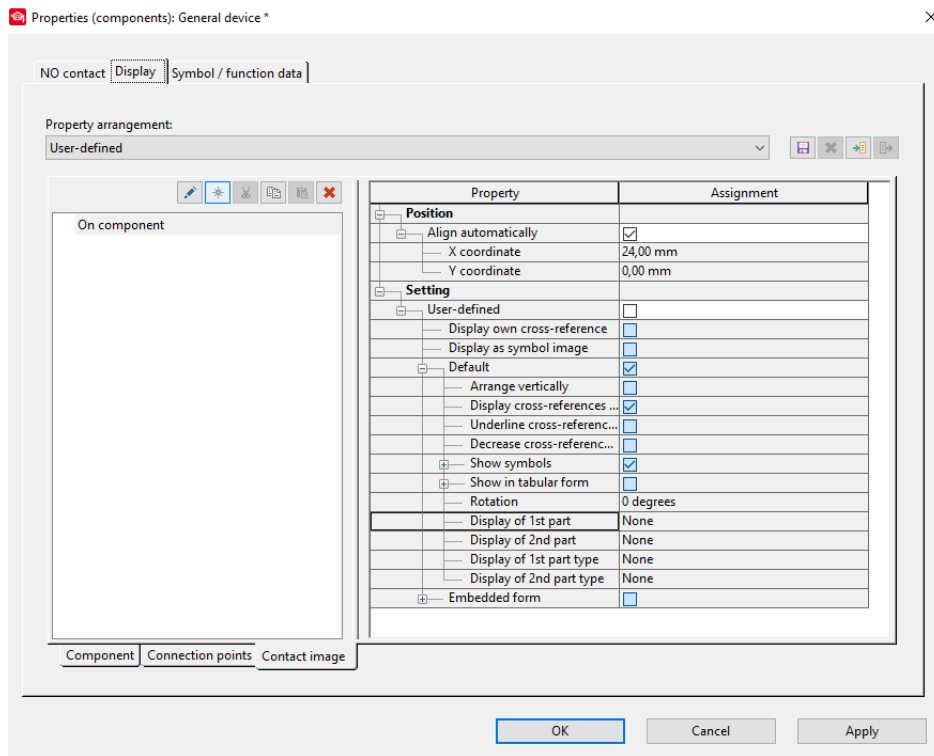 Properties (components): General device *
NO contact Display Symbol / function data
Property arrangement:
User-defined
Property Assignment
On component
Position
Align automatically
X coordinate 24,00 mm
Y coordinate 0,00 mm
Setting
User-defined
Display own cross-reference
Display as symbol image
Default
Arrange vertically
Display cross-references ...
Underline cross-referenc...
Decrease cross-referenc...
Show symbols
Show in tabular form
Rotation 0 degrees
Display of 1st part None
Display of 2nd part None
Display of 1st part type None
Display of 2nd part type None
Embedded form
Component Connection points Contact image
OK Cancel Apply